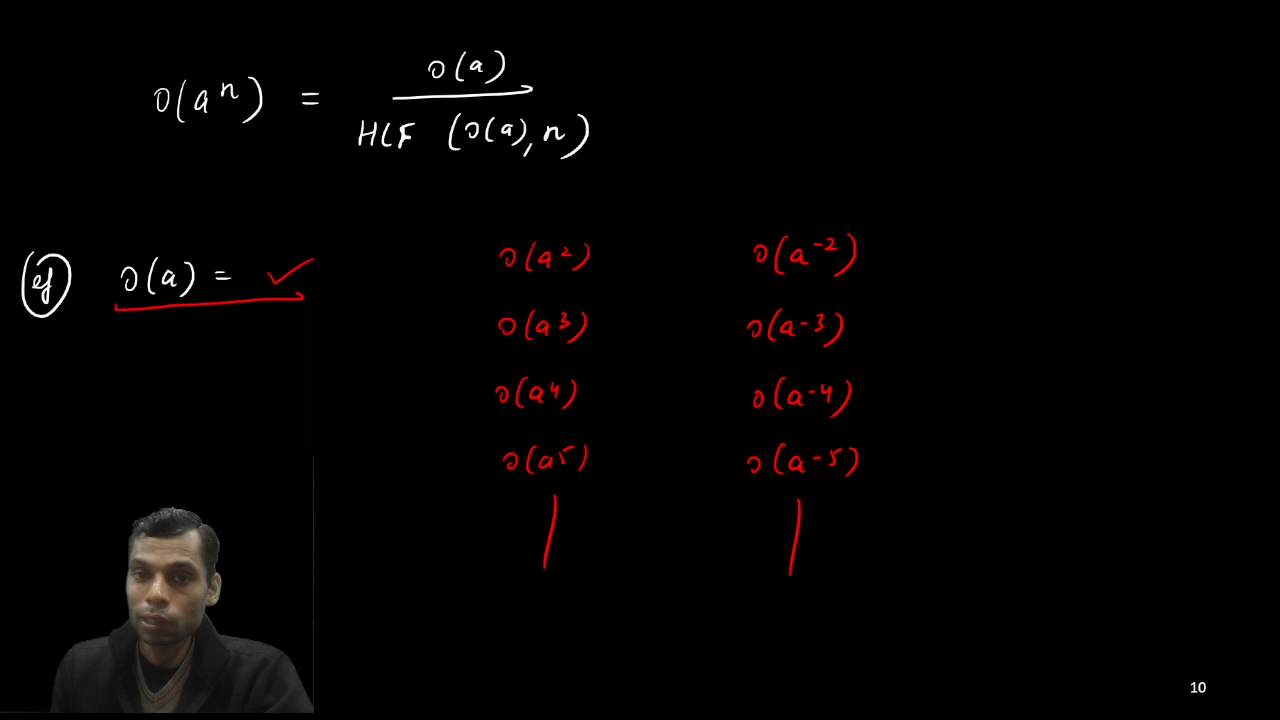 O(aⁿ) = O(a) / HCF (O(a), n)
eg O(a) = ✓
O(a²) O(a⁻²)
O(a³) O(a⁻³)
O(a⁴) O(a⁻⁴)
O(a⁵) O(a⁻⁵)
10